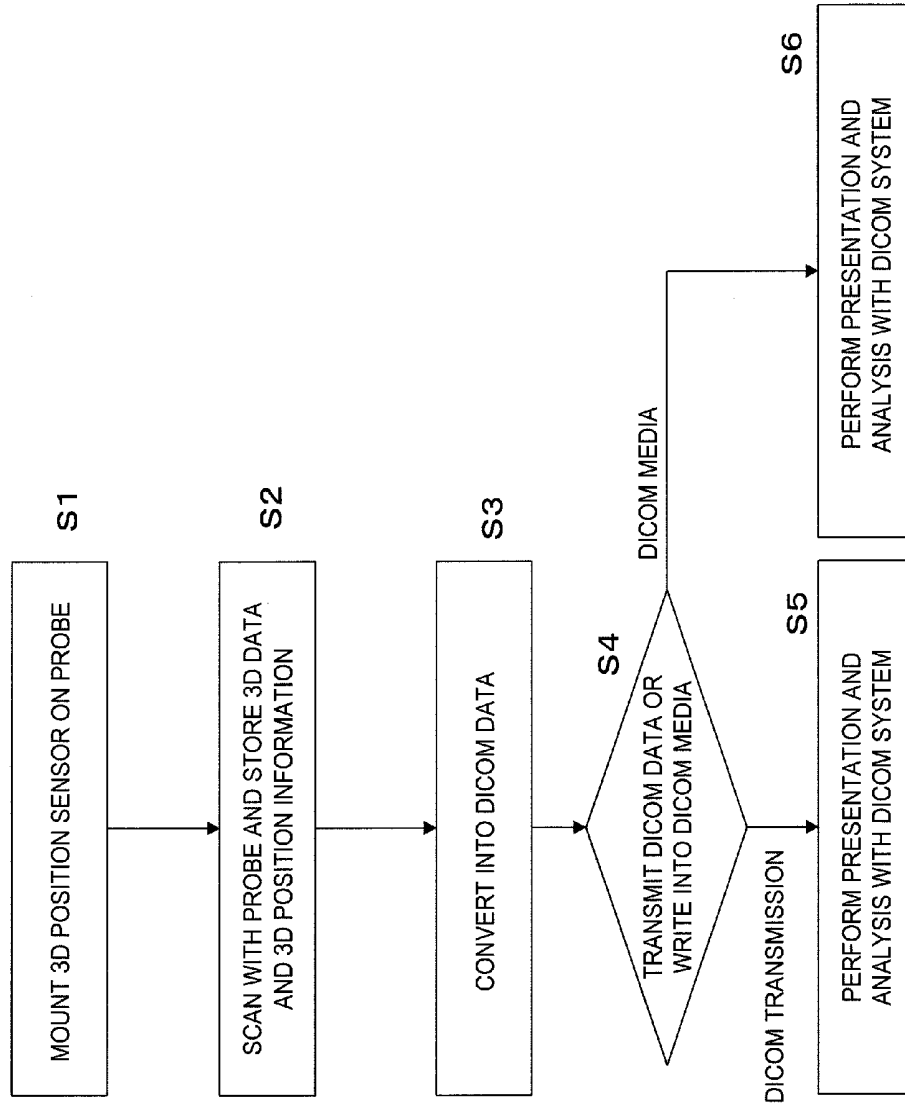 S1
MOUNT 3D POSITION SENSOR ON PROBE
S2
SCAN WITH PROBE AND STORE 3D DATA
AND 3D POSITION INFORMATION
S3
CONVERT INTO DICOM DATA
S4
TRANSMIT DICOM DATA OR
WRITE INTO DICOM MEDIA
DICOM MEDIA
DICOM TRANSMISSION
S5
PERFORM PRESENTATION AND
ANALYSIS WITH DICOM SYSTEM
S6
PERFORM PRESENTATION AND
ANALYSIS WITH DICOM SYSTEM